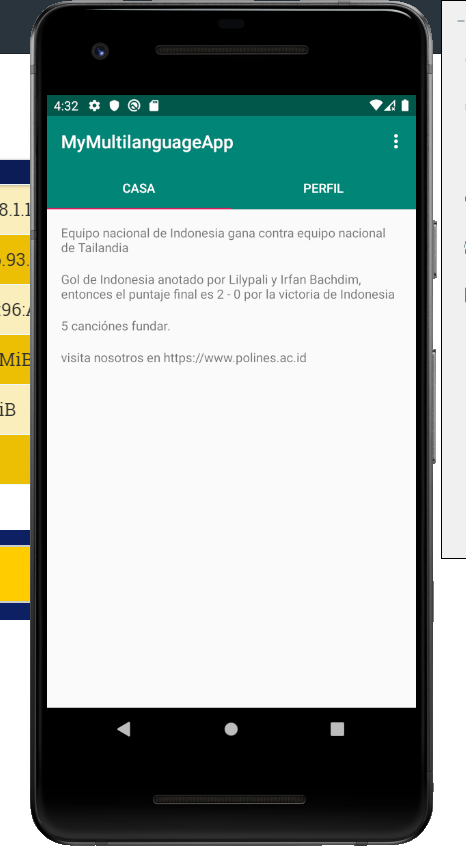 4:32
MyMultilanguageApp
CASA
PERFIL
Equipo nacional de Indonesia gana contra equipo nacional
de Tailandia
Gol de Indonesia anotado por Lilypali y Irfan Bachdim,
entonces el puntaje final es 2 - 0 por la victoria de Indonesia
5 canciónes fundar.
visita nosotros en https://www.polines.ac.id
8.1.1
.93.
:96:
MiB
iB